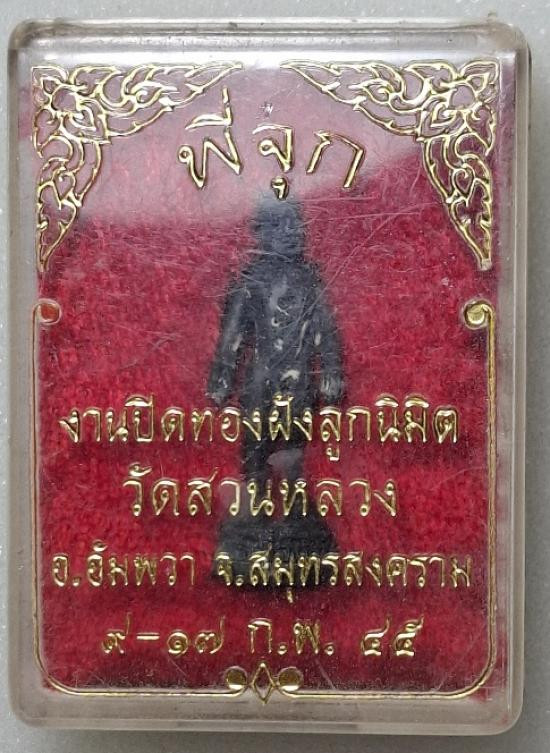 พี่จุก
งานปิดทองฝังลูกนิมิต
วัดสวนหลวง
อ.อัมพวา จ.สมุทรสงคราม
๙-๑๗ ก.พ. ๔๕